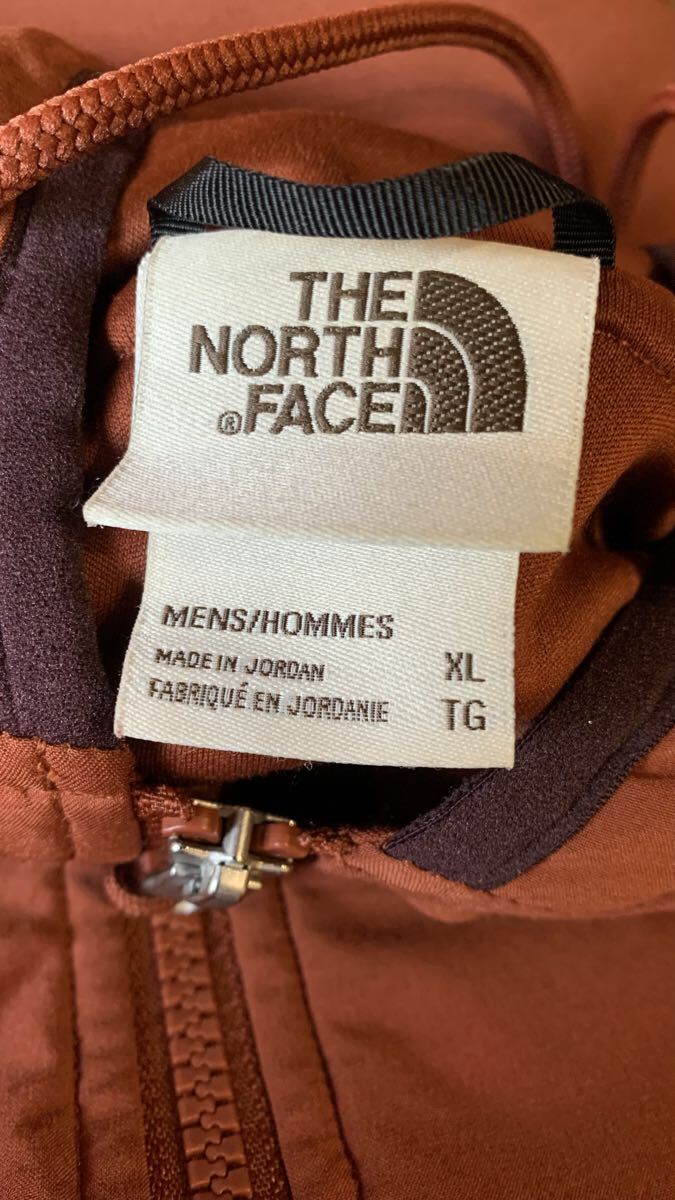 THE
NORTH
®FACE
MENS/HOMMES
MADE IN JORDAN XL
FABRIQUÉ EN JORDANIE TG